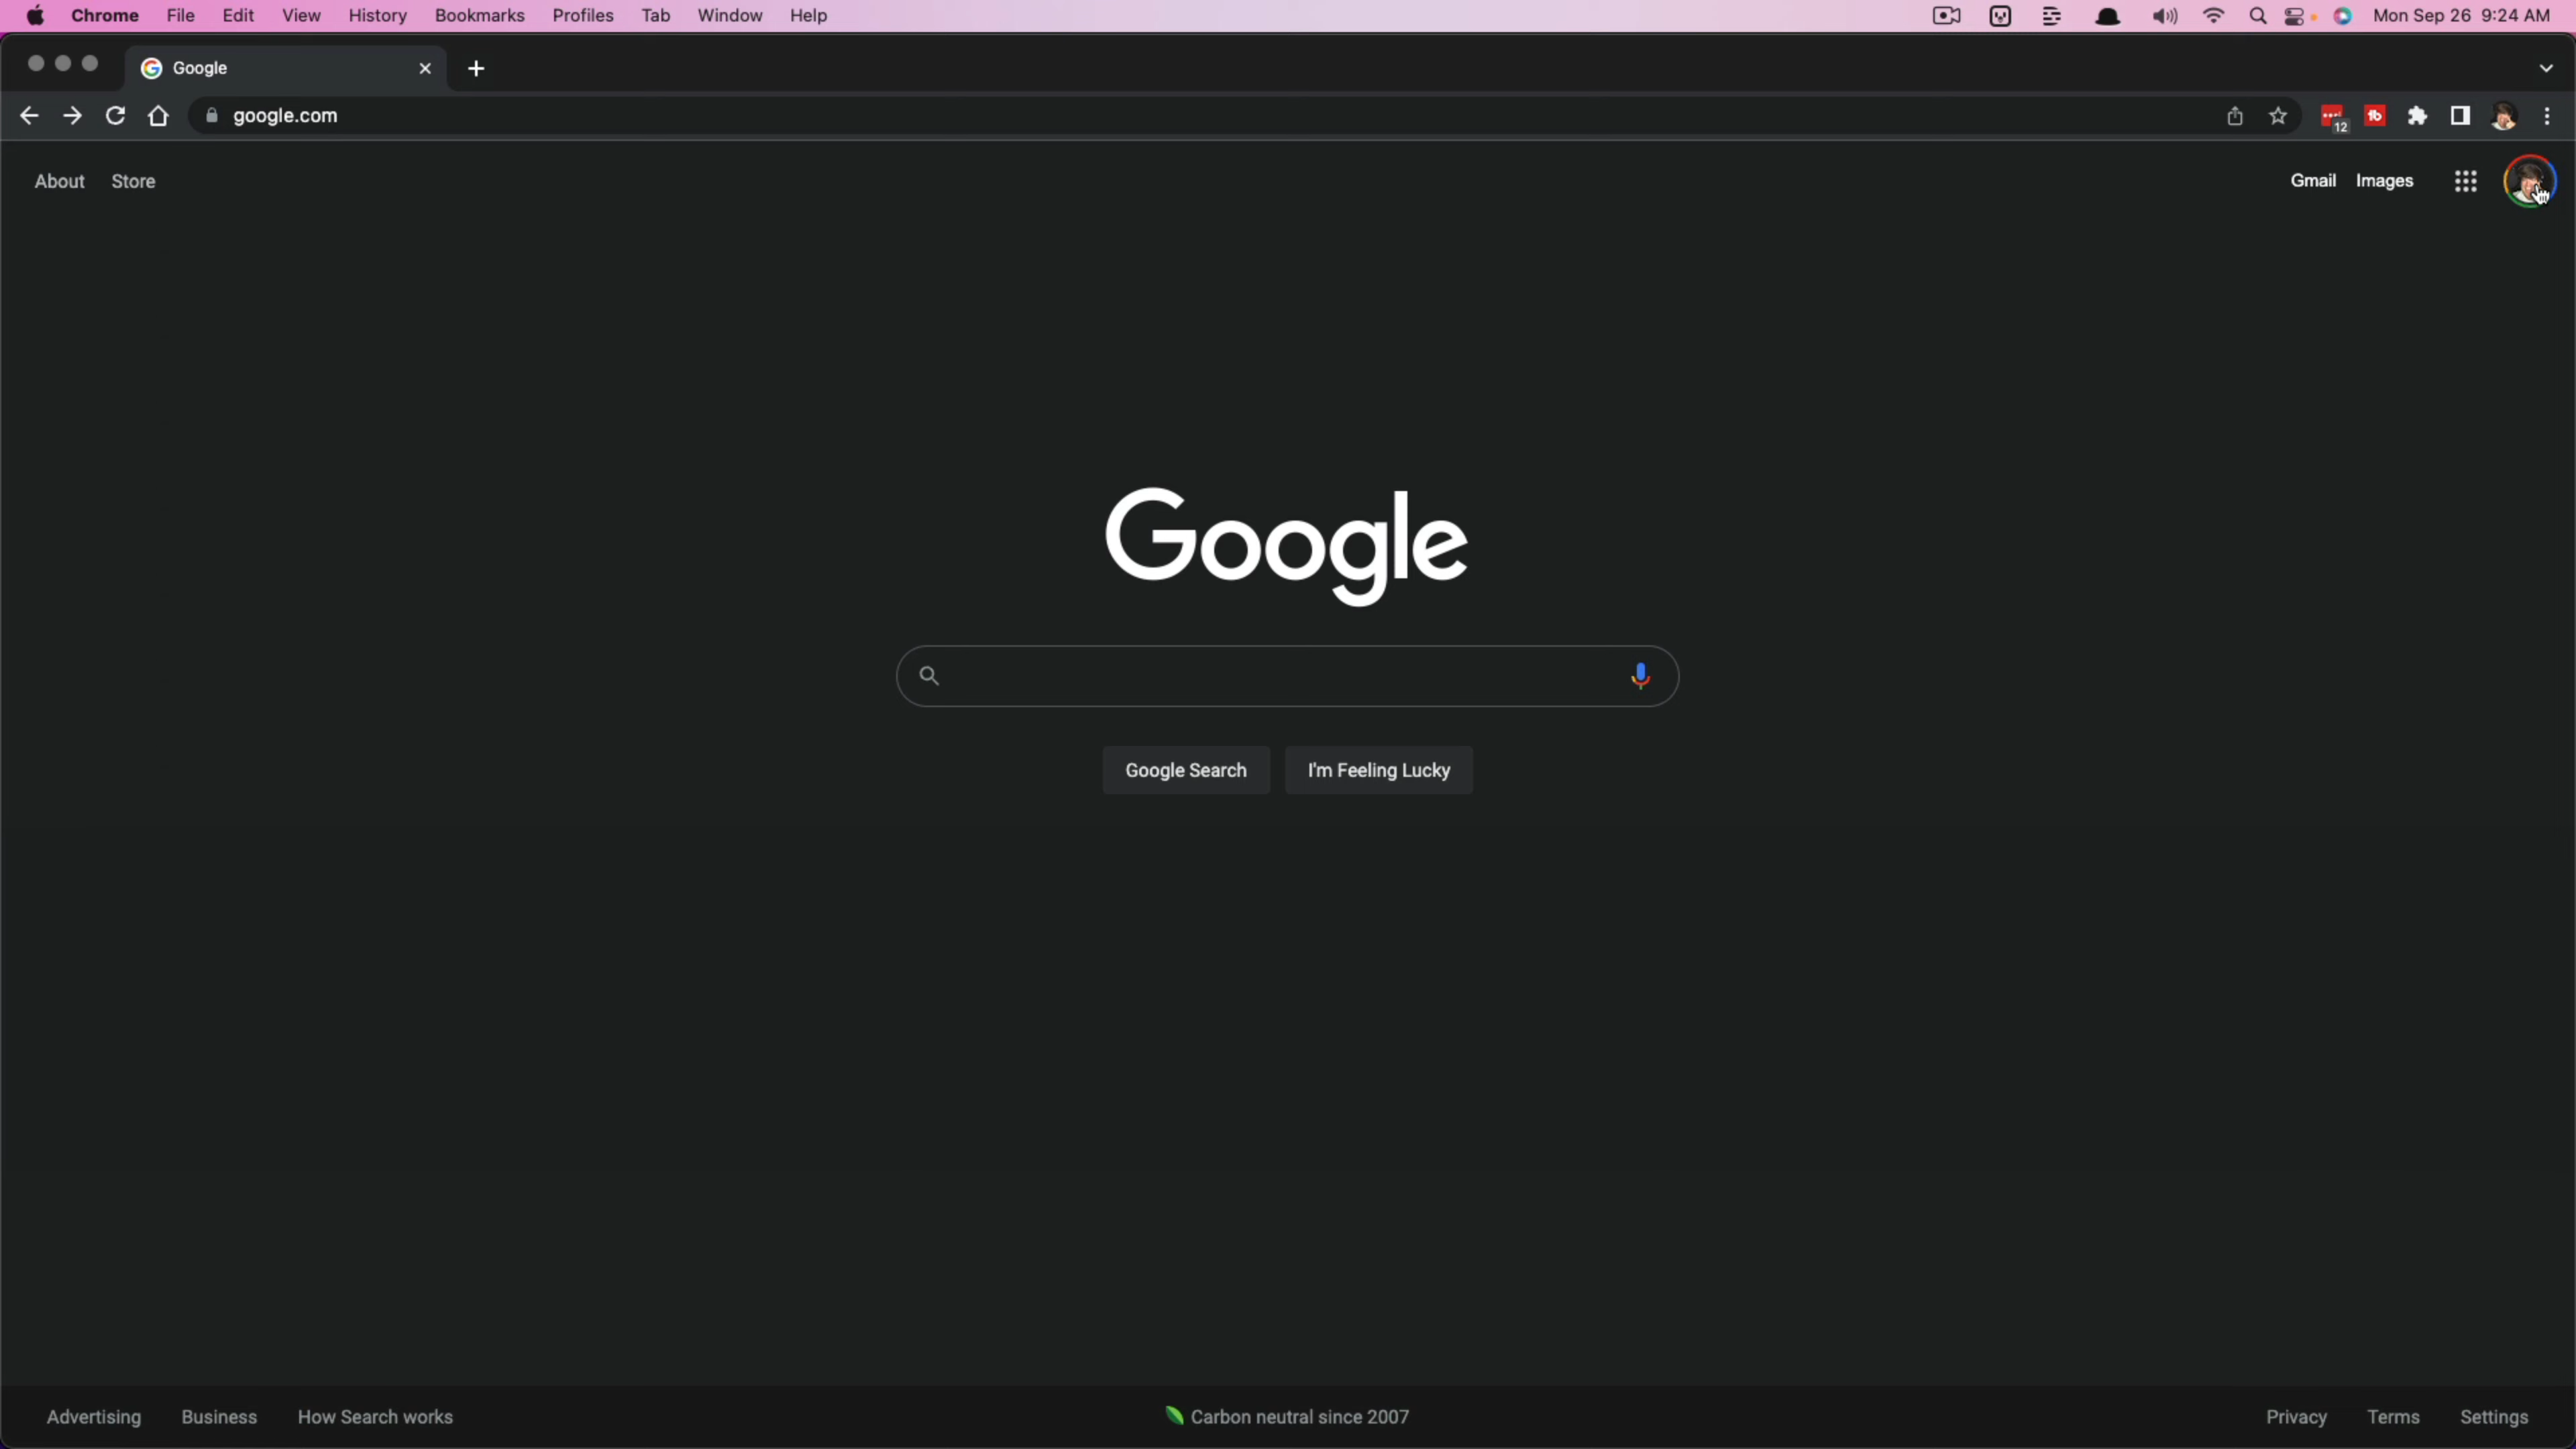 Chrome File Edit View History Bookmarks Profiles Tab Window Help Mon Sep 26 9:24 AM
Google
google.com
12
About Store Gmail Images
Google
Google Search I'm Feeling Lucky
Advertising Business How Search works Carbon neutral since 2007 Privacy Terms Settings